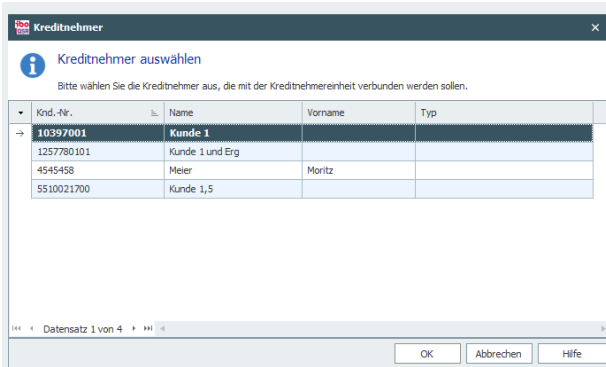 ibo
GSR
Kreditnehmer
Kreditnehmer auswählen
Bitte wählen Sie die Kreditnehmer aus, die mit der Kreditnehmereinheit verbunden werden sollen.
Knd.-Nr. Name Vorname Typ
10397001 Kunde 1
1257780101 Kunde 1 und Erg
4545458 Meier Moritz
5510021700 Kunde 1,5
Datensatz 1 von 4
OK Abbrechen Hilfe